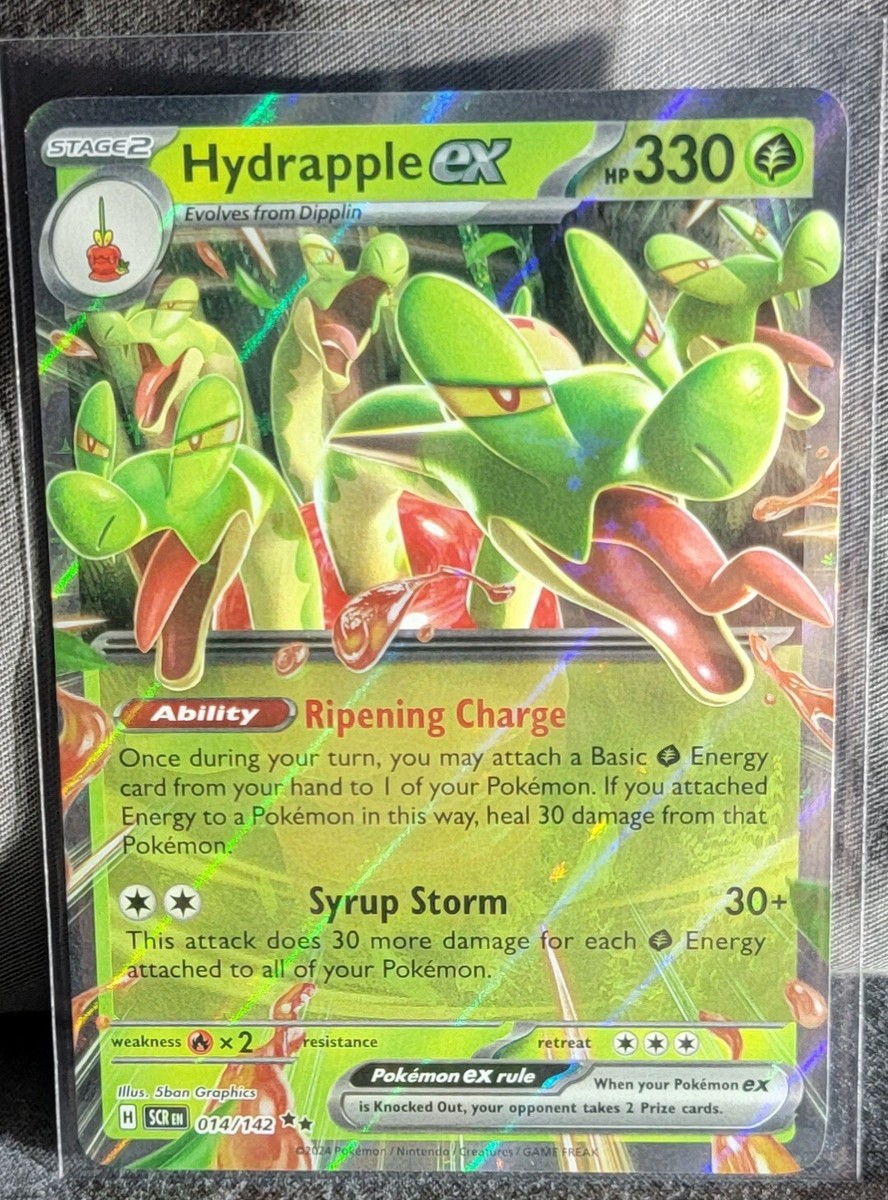 STAGE2
Hydrapple ex
HP 330
Evolves from Dipplin
Ability Ripening Charge
Once during your turn, you may attach a Basic Energy
card from your hand to 1 of your Pokémon. If you attached
Energy to a Pokémon in this way, heal 30 damage from that
Pokémon.
Syrup Storm 30+
This attack does 30 more damage for each Energy
attached to all of your Pokémon.
weakness ×2 resistance retreat
Pokémon ex rule
When your Pokémon ex
is Knocked Out, your opponent takes 2 Prize cards.
Illus. 5ban Graphics
H SCR EN 014/142 ★★
©2024 Pokémon / Nintendo / Creatures / GAME FREAK